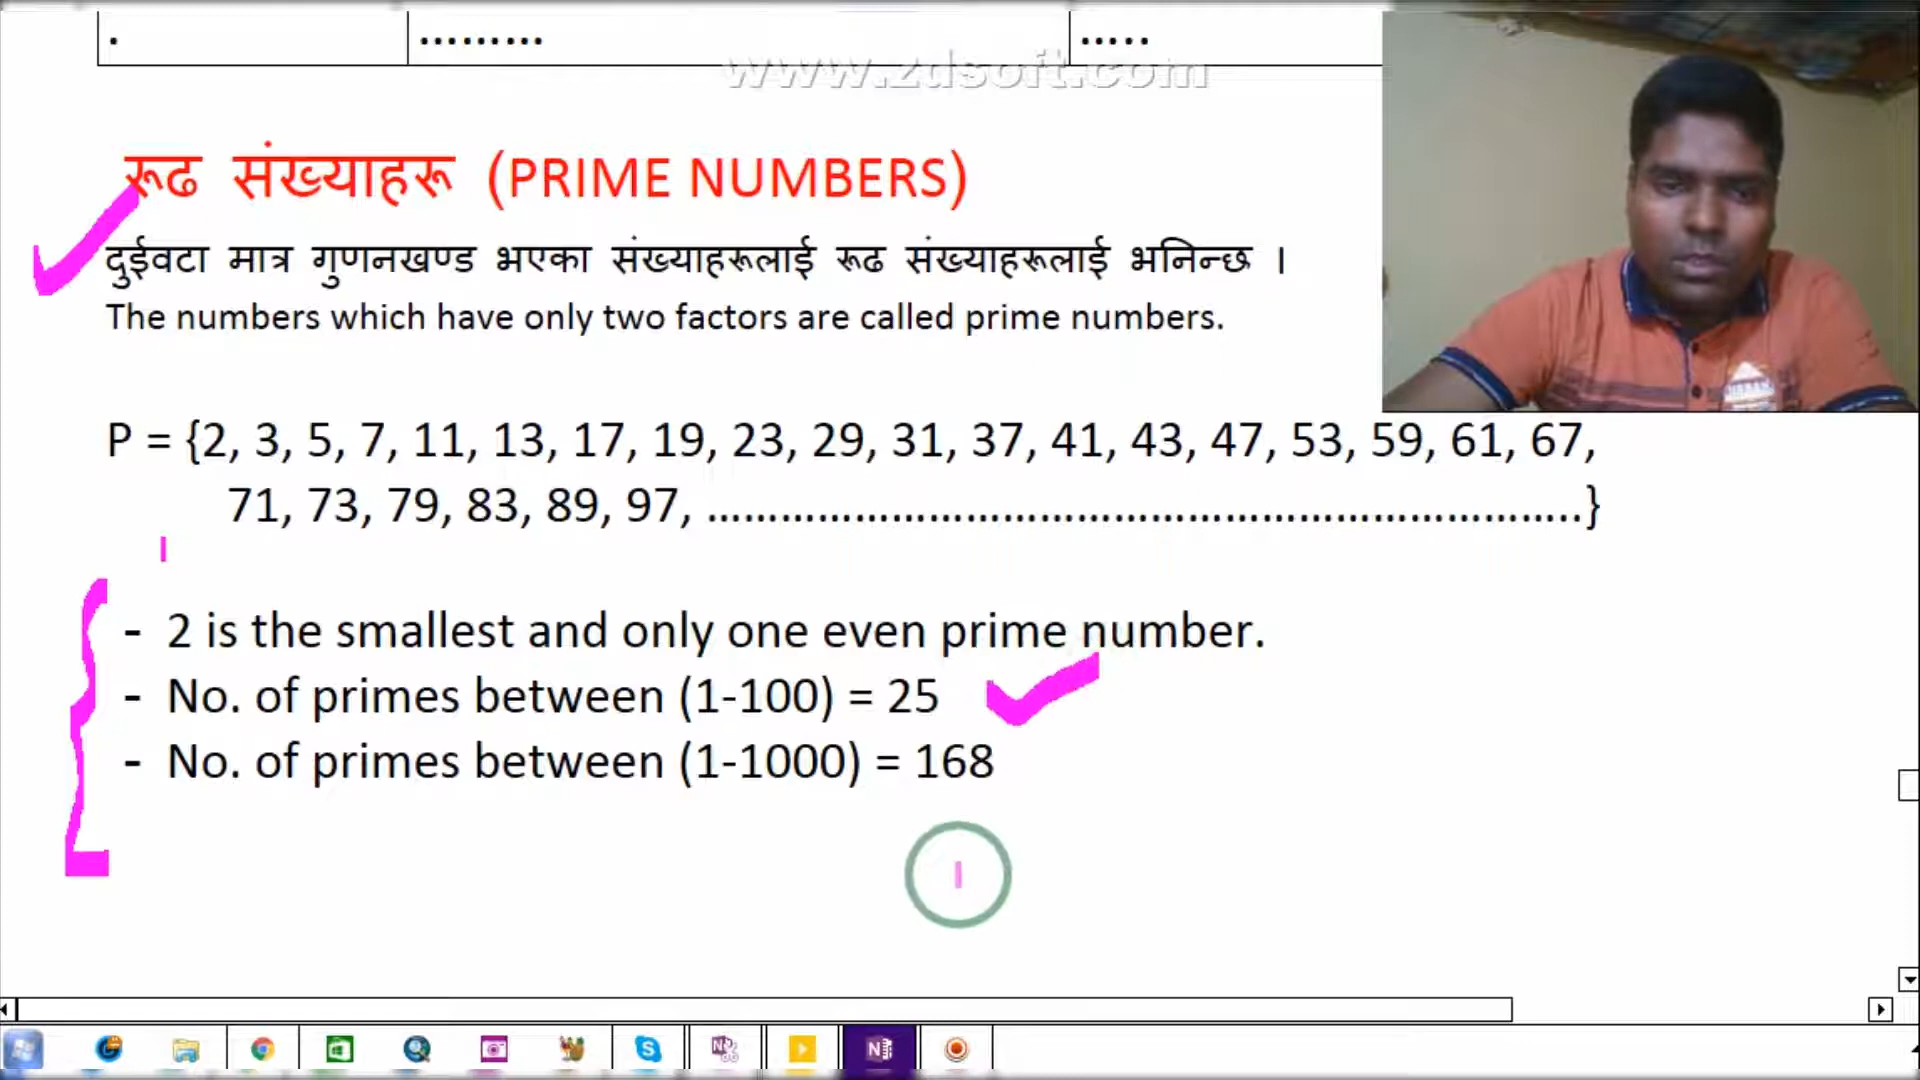 . ......... .....
www.zdsoft.com
रूढ संख्याहरू (PRIME NUMBERS)
दुईवटा मात्र गुणनखण्ड भएका संख्याहरूलाई रूढ संख्याहरूलाई भनिन्छ ।
The numbers which have only two factors are called prime numbers.
P = {2, 3, 5, 7, 11, 13, 17, 19, 23, 29, 31, 37, 41, 43, 47, 53, 59, 61, 67,
71, 73, 79, 83, 89, 97, ..............................................................................}
- 2 is the smallest and only one even prime number.
- No. of primes between (1-100) = 25
- No. of primes between (1-1000) = 168